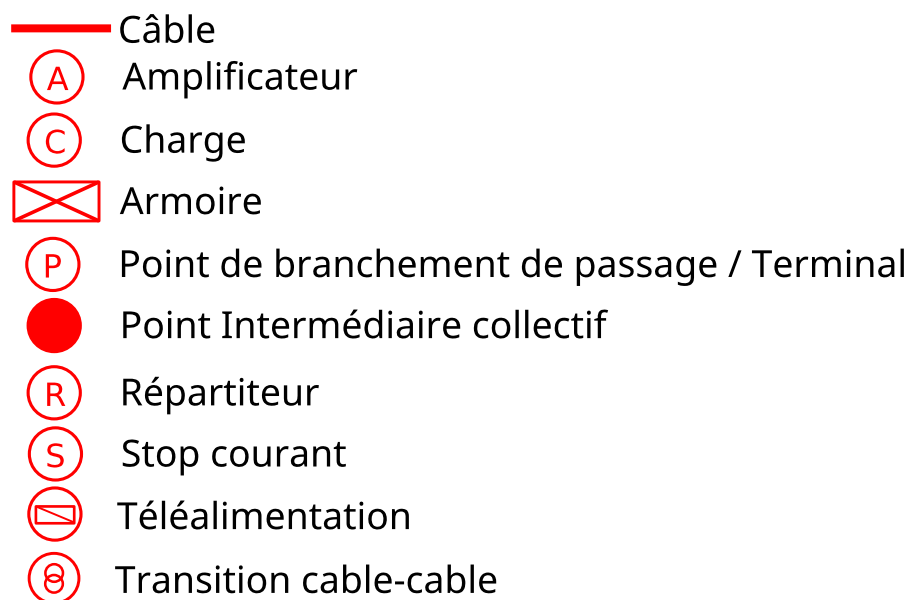 Câble
A Amplificateur
C Charge
Armoire
P Point de branchement de passage / Terminal
Point Intermédiaire collectif
R Répartiteur
S Stop courant
Téléalimentation
Transition cable-cable